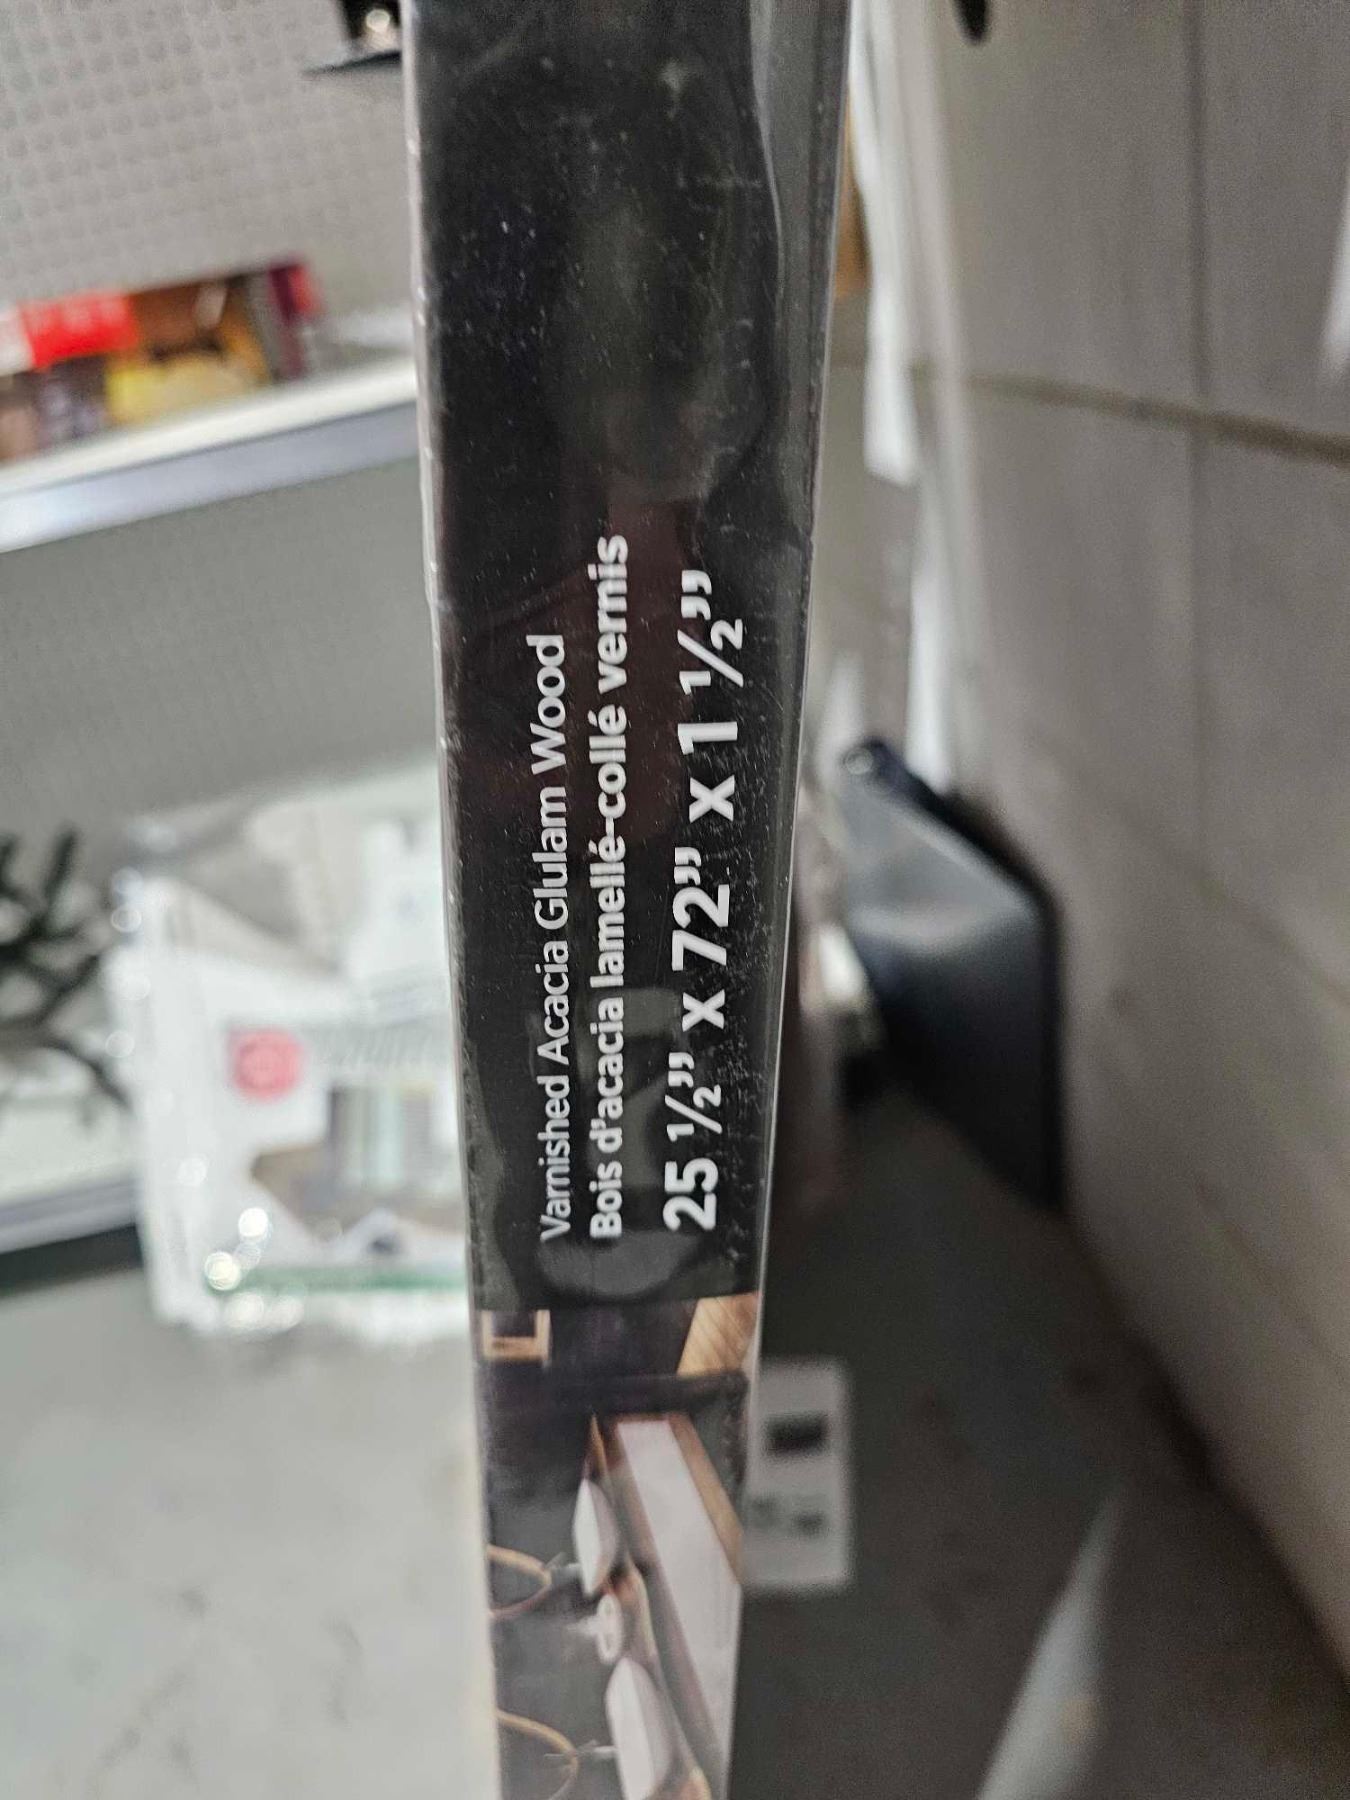 Varnished Acacia Glulam Wood
Bois d'acacia lamellé-collé vernis
25 ½” x 72” x 1 ½”